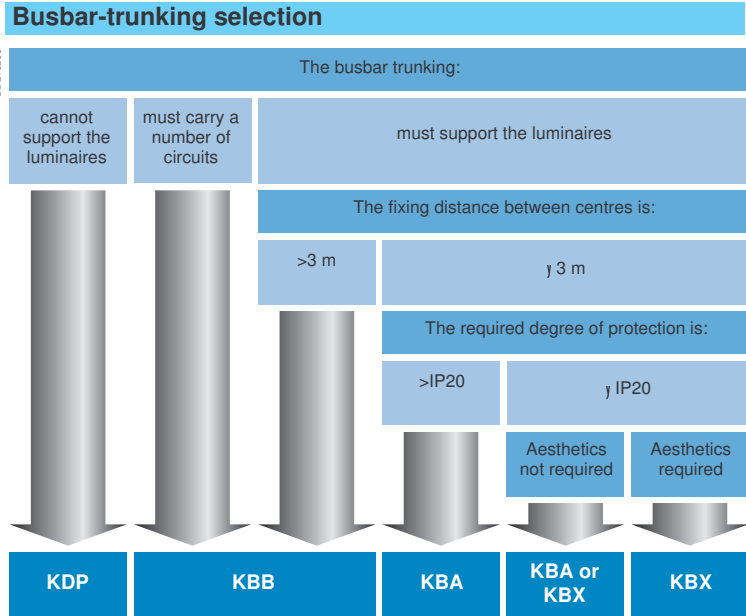 Busbar-trunking selection
The busbar trunking:
cannot
support the
luminaires
must carry a
number of
circuits
must support the luminaires
The fixing distance between centres is:
>3 m
y 3 m
The required degree of protection is:
>IP20
y IP20
Aesthetics
not required
Aesthetics
required
KDP
KBB
KBA
KBA or
KBX
KBX